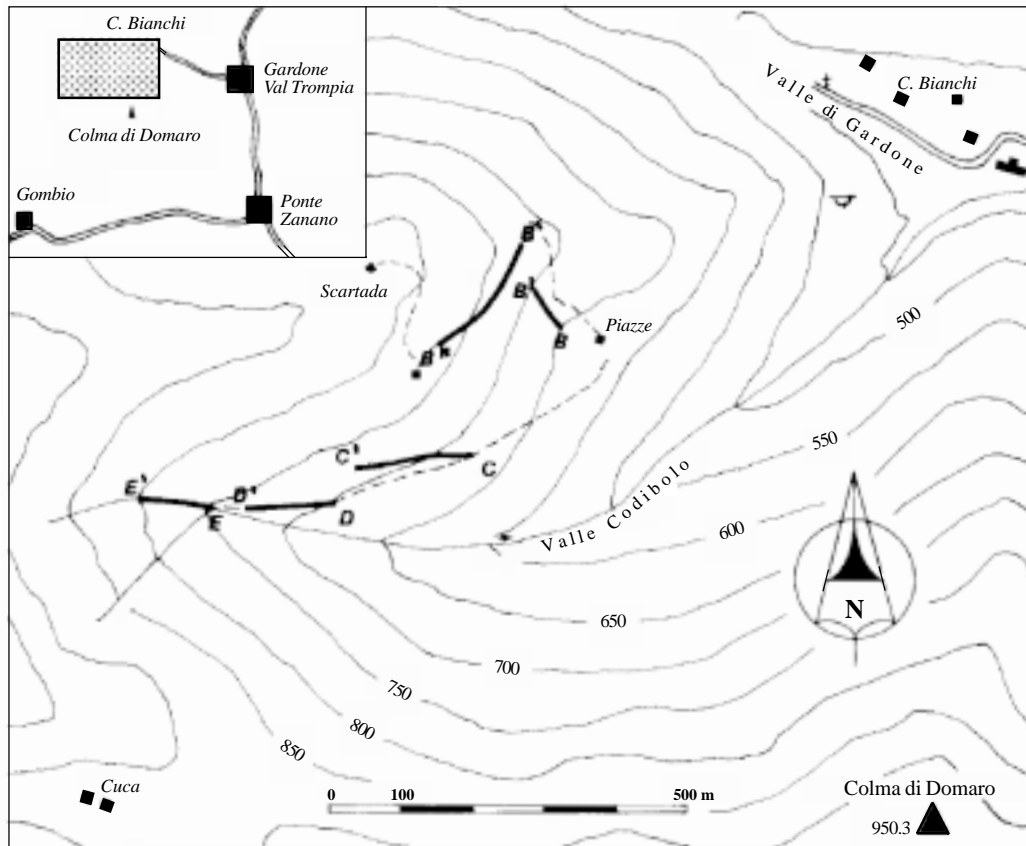 C. Bianchi
Gardone
Val Trompia
Colma di Domaro
Gombio
Ponte
Zanano
C. Bianchi
Valle di Gardone
Scartada
Piazze
B"
B'
B
B"
C'
C
E'
D'
E
D
500
550
600
650
700
750
800
850
Valle Codibolo
N
Cuca
0 100 500 m
Colma di Domaro
950.3